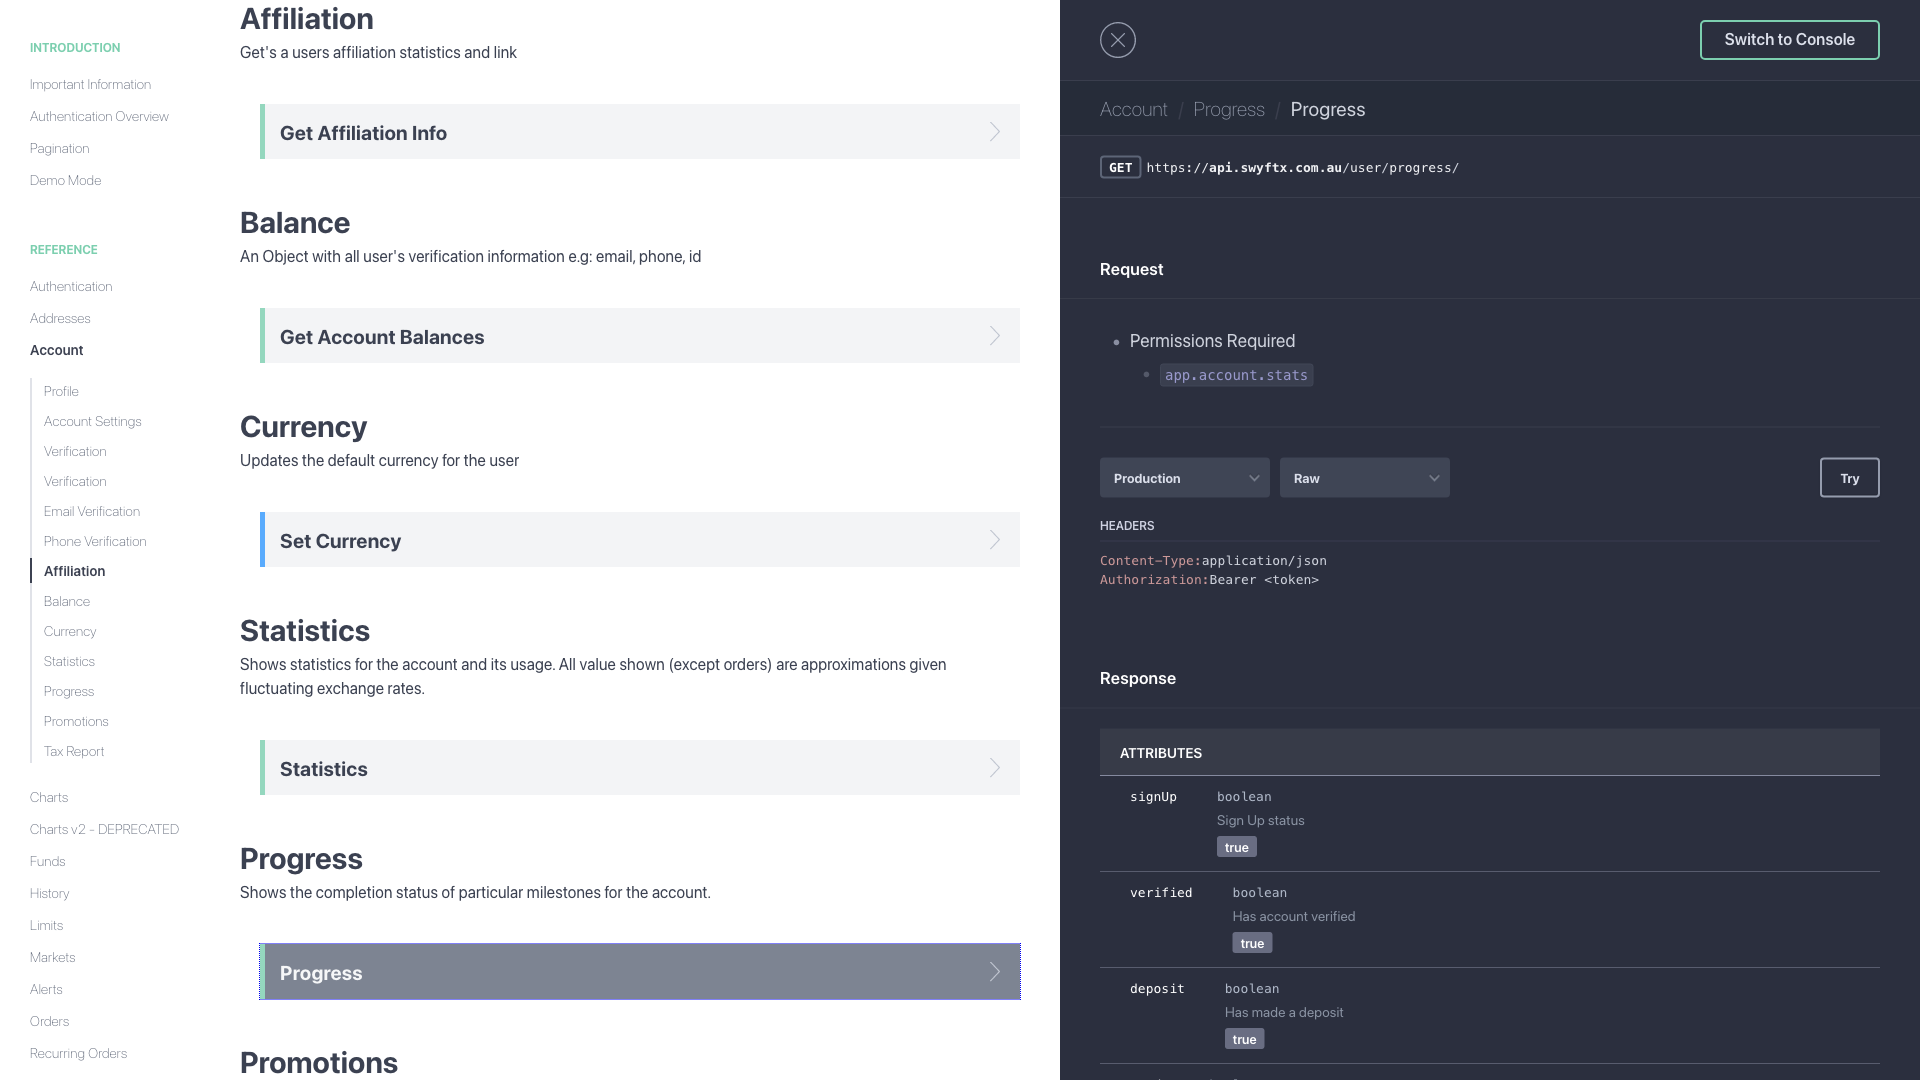 INTRODUCTION
Important Information
Authentication Overview
Pagination
Demo Mode
REFERENCE
Authentication
Addresses
Account
Profile
Account Settings
Verification
Verification
Email Verification
Phone Verification
Affiliation
Balance
Currency
Statistics
Progress
Promotions
Tax Report
Charts
Charts v2 - DEPRECATED
Funds
History
Limits
Markets
Alerts
Orders
Recurring Orders
Affiliation
Get's a users affiliation statistics and link
Get Affiliation Info
Balance
An Object with all user's verification information e.g: email, phone, id
Get Account Balances
Currency
Updates the default currency for the user
Set Currency
Statistics
Shows statistics for the account and its usage. All value shown (except orders) are approximations given
fluctuating exchange rates.
Statistics
Progress
Shows the completion status of particular milestones for the account.
Progress
Promotions
Switch to Console
Account / Progress / Progress
GET https://api.swyftx.com.au/user/progress/
Request
Permissions Required
app.account.stats
Production Raw Try
HEADERS
Content-Type:application/json
Authorization:Bearer <token>
Response
ATTRIBUTES
signUp boolean
Sign Up status
true
verified boolean
Has account verified
true
deposit boolean
Has made a deposit
true